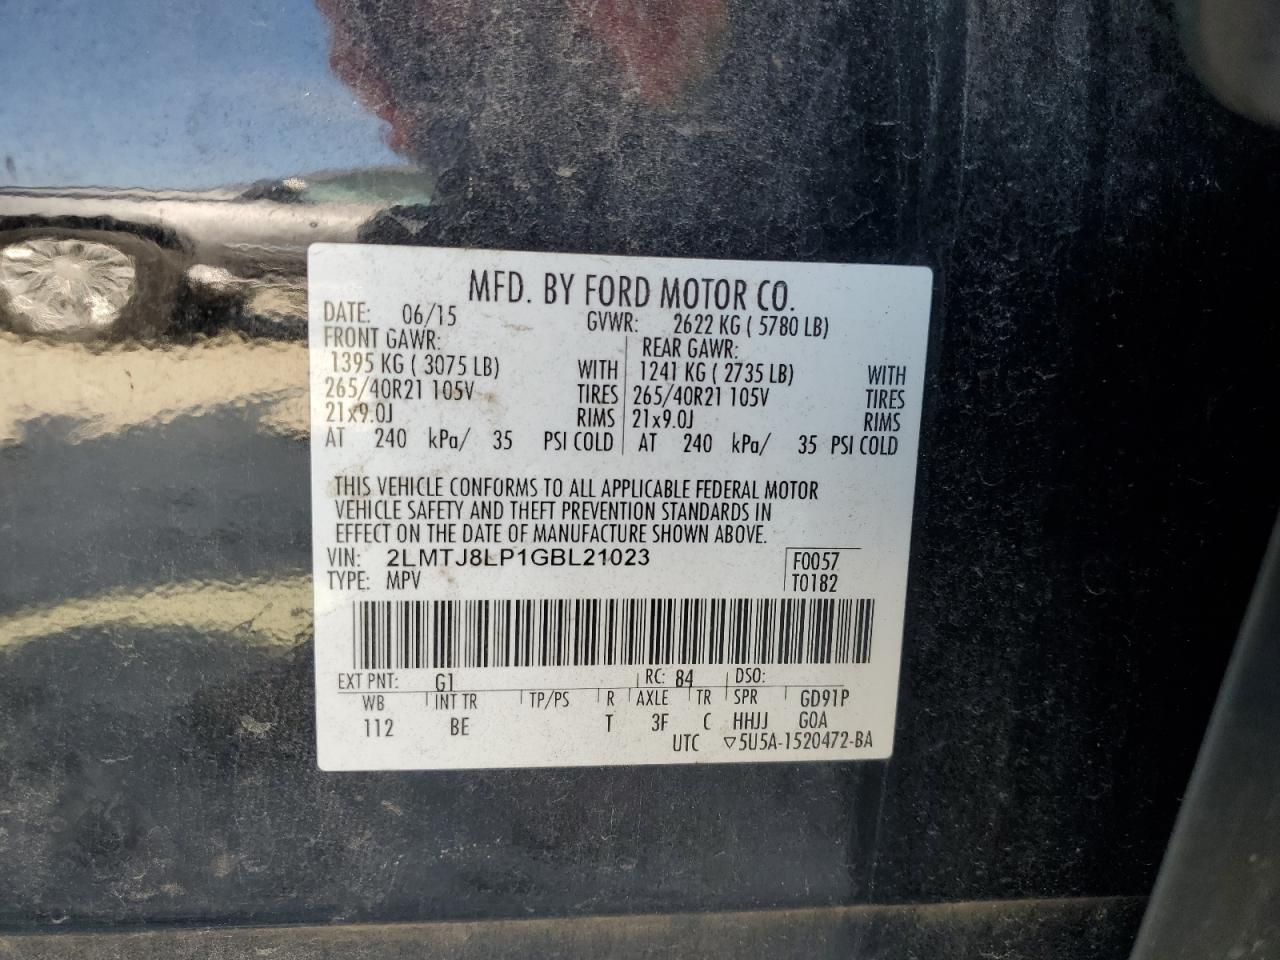 MFD. BY FORD MOTOR CO.
DATE: 06/15 GVWR: 2622 KG ( 5780 LB)
FRONT GAWR: REAR GAWR:
1395 KG ( 3075 LB) WITH 1241 KG ( 2735 LB) WITH
265/40R21 105V TIRES 265/40R21 105V TIRES
21x9.0J RIMS 21x9.0J RIMS
AT 240 kPa/ 35 PSI COLD AT 240 kPa/ 35 PSI COLD
THIS VEHICLE CONFORMS TO ALL APPLICABLE FEDERAL MOTOR
VEHICLE SAFETY AND THEFT PREVENTION STANDARDS IN
EFFECT ON THE DATE OF MANUFACTURE SHOWN ABOVE.
VIN: 2LMTJ8LP1GBL21023 F0057
TYPE: MPV T0182
EXT PNT: G1 RC: 84 DSO:
WB INT TR TP/PS R AXLE TR SPR GD91P
112 BE T 3F C HHJJ GOA
UTC ▽5U5A-1520472-BA